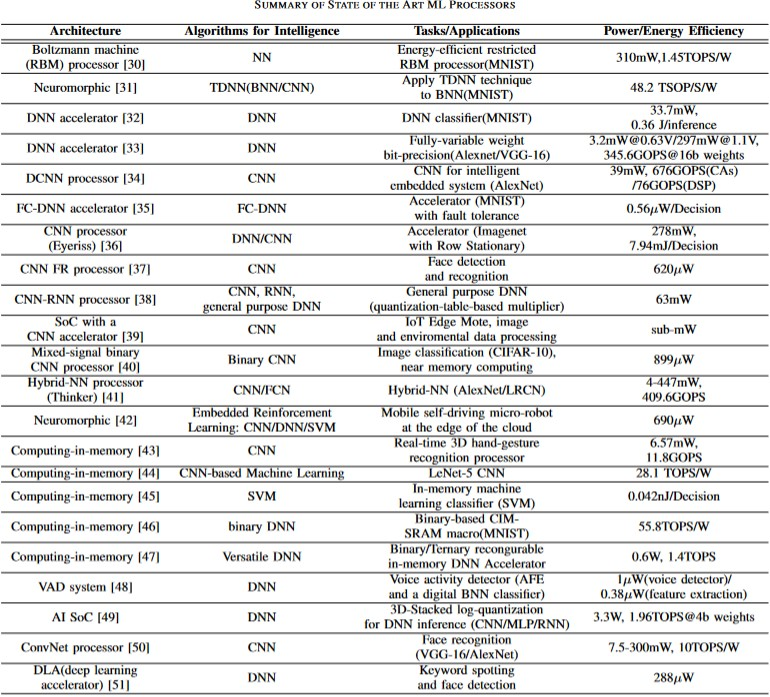 SUMMARY OF STATE OF THE ART ML PROCESSORS
Architecture Algorithms for Intelligence Tasks/Applications Power/Energy Efficiency
Boltzmann machine
(RBM) processor [30]
NN
Energy-efficient restricted
RBM processor(MNIST)
310mW,1.45TOPS/W
Neuromorphic [31]
TDNN(BNN/CNN)
Apply TDNN technique
to BNN(MNIST)
48.2 TSOP/S/W
DNN accelerator [32]
DNN
DNN classifier(MNIST)
33.7mW,
0.36 J/inference
DNN accelerator [33]
DNN
Fully-variable weight
bit-precision(Alexnet/VGG-16)
3.2mW@0.63V/297mW@1.1V,
345.6GOPS@16b weights
DCNN processor [34]
CNN
CNN for intelligent
embedded system (AlexNet)
39mW, 676GOPS(CAs)
/76GOPS(DSP)
FC-DNN accelerator [35]
FC-DNN
Accelerator (MNIST)
with fault tolerance
0.56μW/Decision
CNN processor
(Eyeriss) [36]
DNN/CNN
Accelerator (Imagenet
with Row Stationary)
278mW,
7.94mJ/Decision
CNN FR processor [37]
CNN
Face detection
and recognition
620μW
CNN-RNN processor [38]
CNN, RNN,
general purpose DNN
General purpose DNN
(quantization-table-based multiplier)
63mW
SoC with a
CNN accelerator [39]
CNN
IoT Edge Mote, image
and enviromental data processing
sub-mW
Mixed-signal binary
CNN processor [40]
Binary CNN
Image classification (CIFAR-10),
near memory computing
899μW
Hybrid-NN processor
(Thinker) [41]
CNN/FCN
Hybrid-NN (AlexNet/LRCN)
4-447mW,
409.6GOPS
Neuromorphic [42]
Embedded Reinforcement
Learning: CNN/DNN/SVM
Mobile self-driving micro-robot
at the edge of the cloud
690μW
Computing-in-memory [43]
CNN
Real-time 3D hand-gesture
recognition processor
6.57mW,
11.8GOPS
Computing-in-memory [44]
CNN-based Machine Learning
LeNet-5 CNN
28.1 TOPS/W
Computing-in-memory [45]
SVM
In-memory machine
learning classifier (SVM)
0.042nJ/Decision
Computing-in-memory [46]
binary DNN
Binary-based CIM-
SRAM macro(MNIST)
55.8TOPS/W
Computing-in-memory [47]
Versatile DNN
Binary/Ternary recongurable
in-memory DNN Accelerator
0.6W, 1.4TOPS
VAD system [48]
DNN
Voice activity detector (AFE
and a digital BNN classifier)
1μW(voice detector)/
0.38μW(feature extraction)
AI SoC [49]
DNN
3D-Stacked log-quantization
for DNN inference (CNN/MLP/RNN)
3.3W, 1.96TOPS@4b weights
ConvNet processor [50]
CNN
Face recognition
(VGG-16/AlexNet)
7.5-300mW, 10TOPS/W
DLA(deep learning
accelerator) [51]
DNN
Keyword spotting
and face detection
288μW